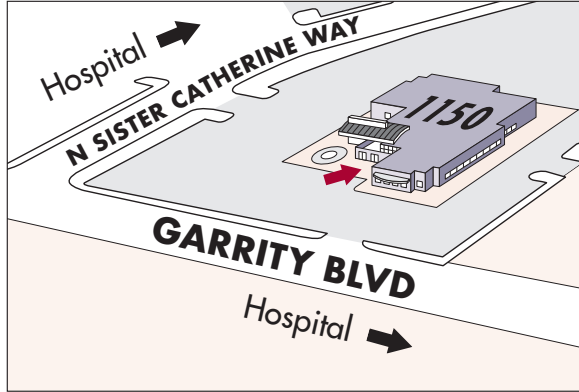 Hospital
N SISTER CATHERINE WAY
1150
GARRITY BLVD
Hospital